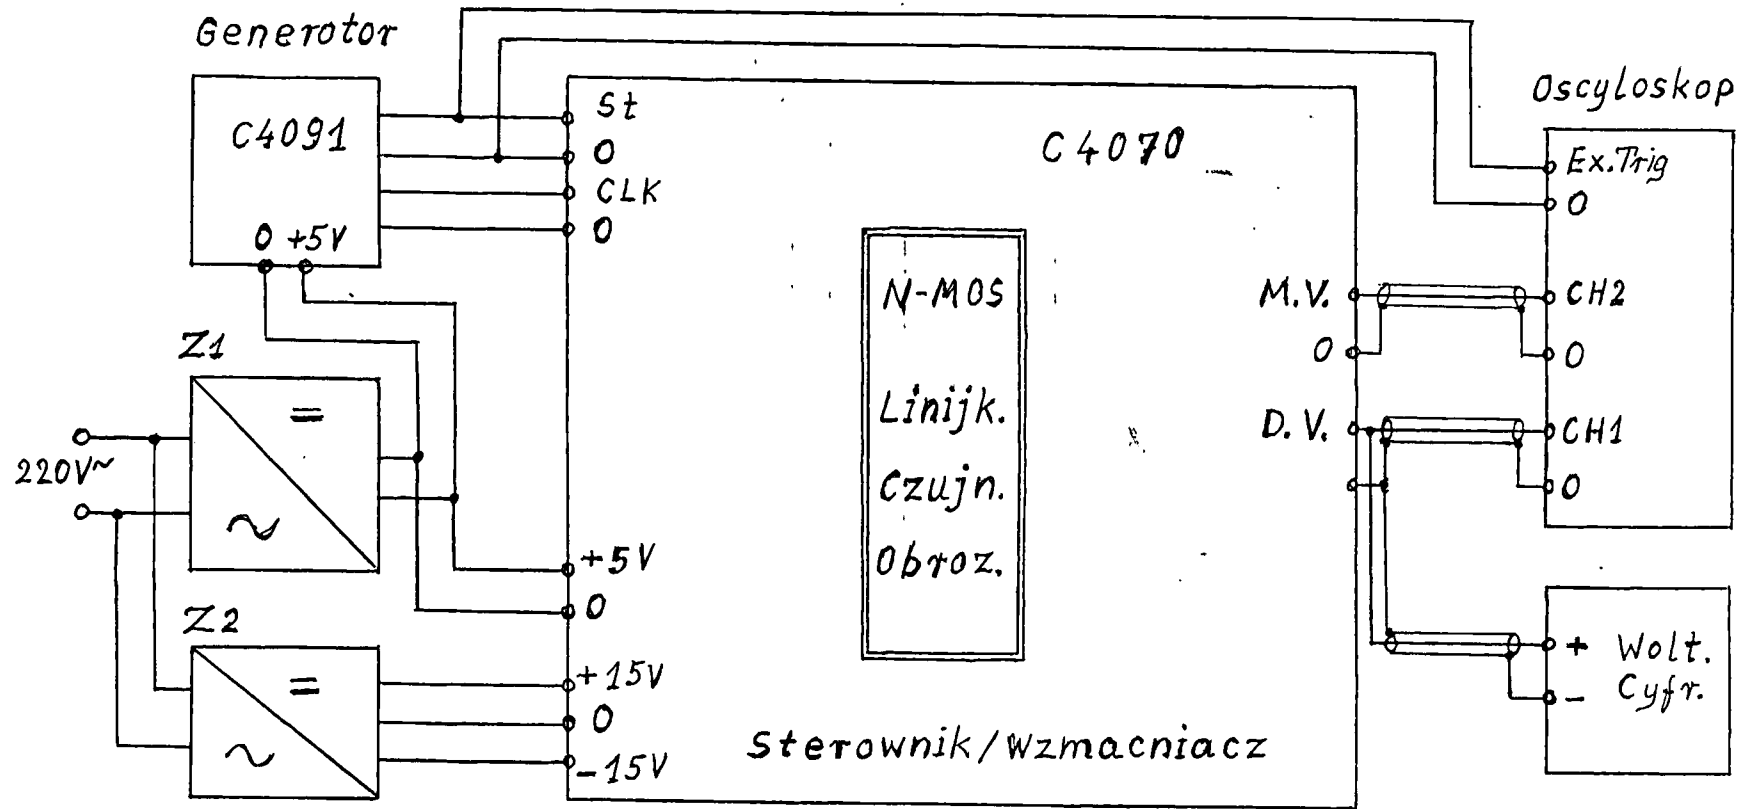 Generotor
C4091
0 +5V
St
0
CLK
0
C 4070
Oscyloskop
Ex.Trig
0
CH2
0
CH1
0
M.V.
0
D.V.
N-MOS
Linijk.
Czujn.
Obroz.
Z1
=
~
220V~
Z2
=
~
+5V
0
+15V
0
-15V
Sterownik/Wzmacniacz
+ Wolt.
- Cyfr.